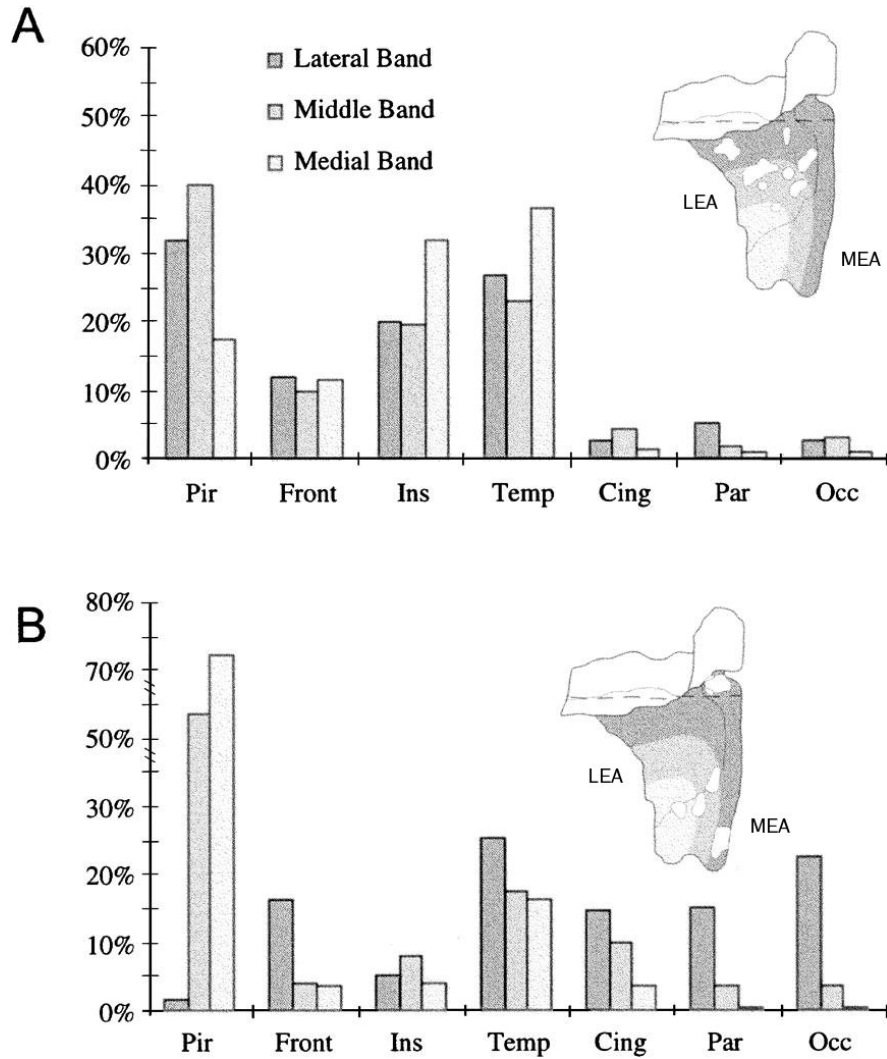 A
60%
50%
40%
30%
20%
10%
0%
Lateral Band
Middle Band
Medial Band
LEA
MEA
Pir Front Ins Temp Cing Par Occ
B
80%
70%
50%
30%
20%
10%
0%
LEA
MEA
Pir Front Ins Temp Cing Par Occ